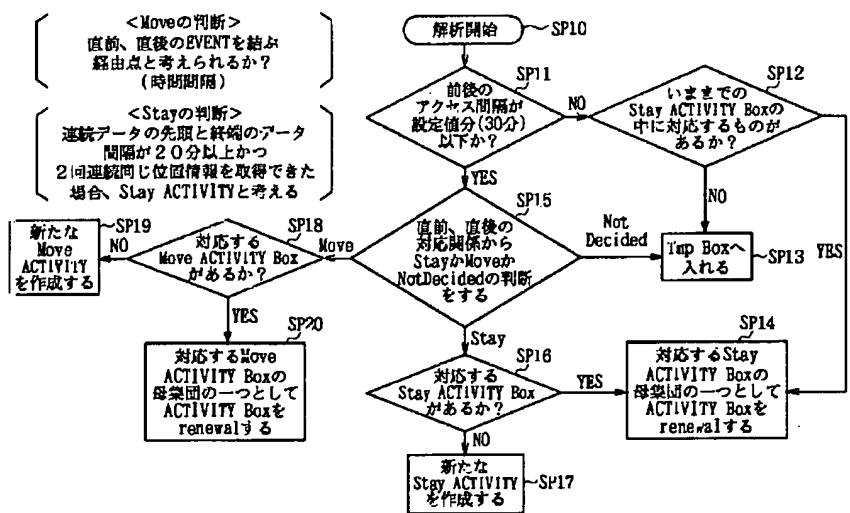 <Moveの判断>
直前、直後のEVENTを結ぶ
経由点と考えられるか?
(時間間隔)
<Stayの判断>
連続データの先頭と終端のデータ
間隔が20分以上かつ
2回連続同じ位置情報を取得できた
場合、Stay ACTIVITYと考える
解析開始
SP10
SP11
前後の
アクセス間隔が
設定値分(30分)
以下か?
NO
YES
SP12
いままでの
Stay ACTIVITY Boxの
中に対応するものが
あるか?
NO
YES
SP15
直前、直後の
対応関係から
StayかMoveか
NotDecidedの判断
をする
Not
Decided
Tmp Boxへ
入れる
SP13
Move
SP18
対応する
Move ACTIVITY Box
があるか?
NO
YES
SP19
新たな
Move
ACTIVITY
を作成する
SP20
対応するMove
ACTIVITY Boxの
母集団の一つとして
ACTIVITY Boxを
renewalする
Stay
SP16
対応する
Stay ACTIVITY Box
があるか?
YES
NO
SP14
対応するStay
ACTIVITY Boxの
母集団の一つとして
ACTIVITY Boxを
renewalする
新たな
Stay ACTIVITY
を作成する
SP17